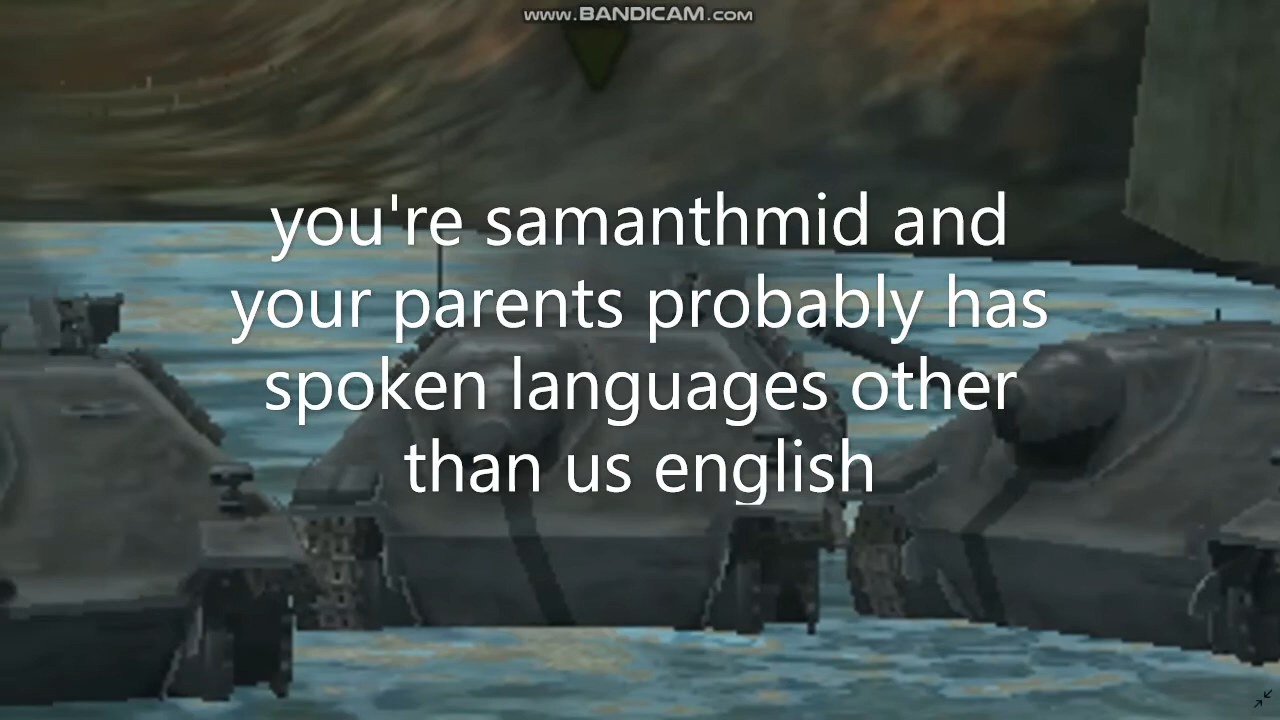 www.BANDICAM.com
you're samanthmid and
your parents probably has
spoken languages other
than us english